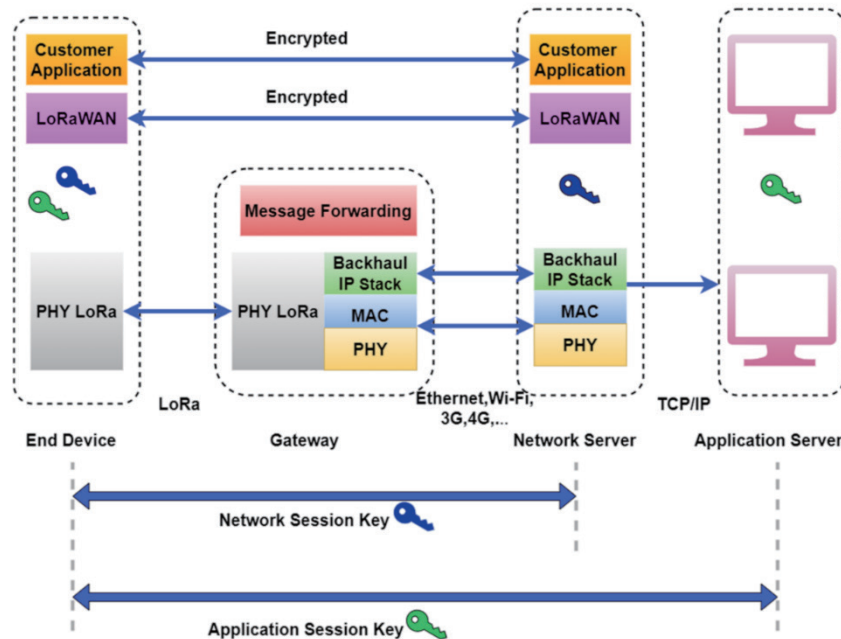 Encrypted
Customer
Application
Customer
Application
Encrypted
LoRaWAN
LoRaWAN
Message Forwarding
PHY LoRa
PHY LoRa
Backhaul
IP Stack
MAC
PHY
Backhaul
IP Stack
MAC
PHY
LoRa
Ethernet,Wi-Fi,
3G,4G,...
TCP/IP
End Device
Gateway
Network Server
Application Server
Network Session Key
Application Session Key